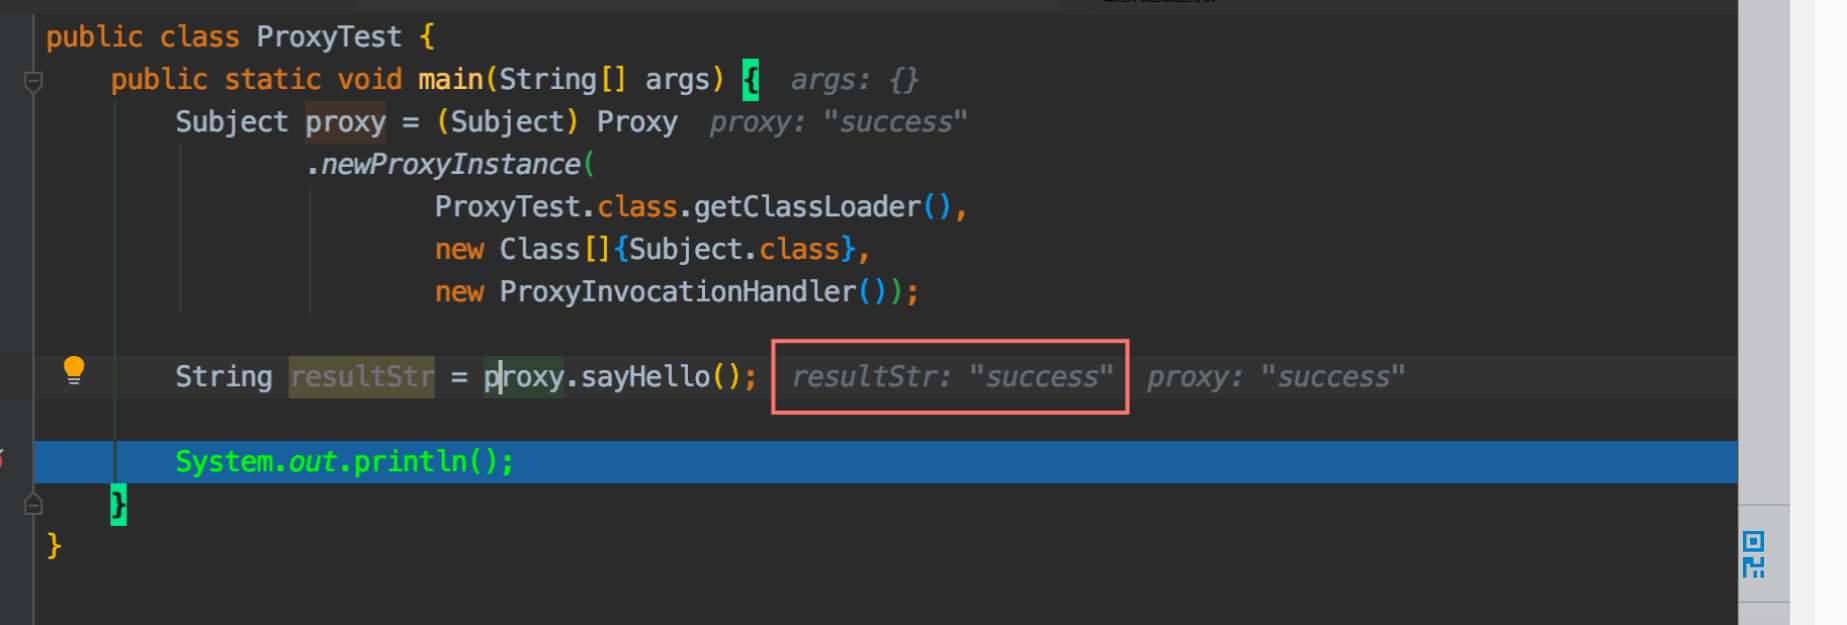 public class ProxyTest {
public static void main(String[] args) { args: {}
Subject proxy = (Subject) Proxy proxy: "success"
.newProxyInstance(
ProxyTest.class.getClassLoader(),
new Class[]{Subject.class},
new ProxyInvocationHandler());
String resultStr = proxy.sayHello(); resultStr: "success" proxy: "success"
System.out.println();
}
}